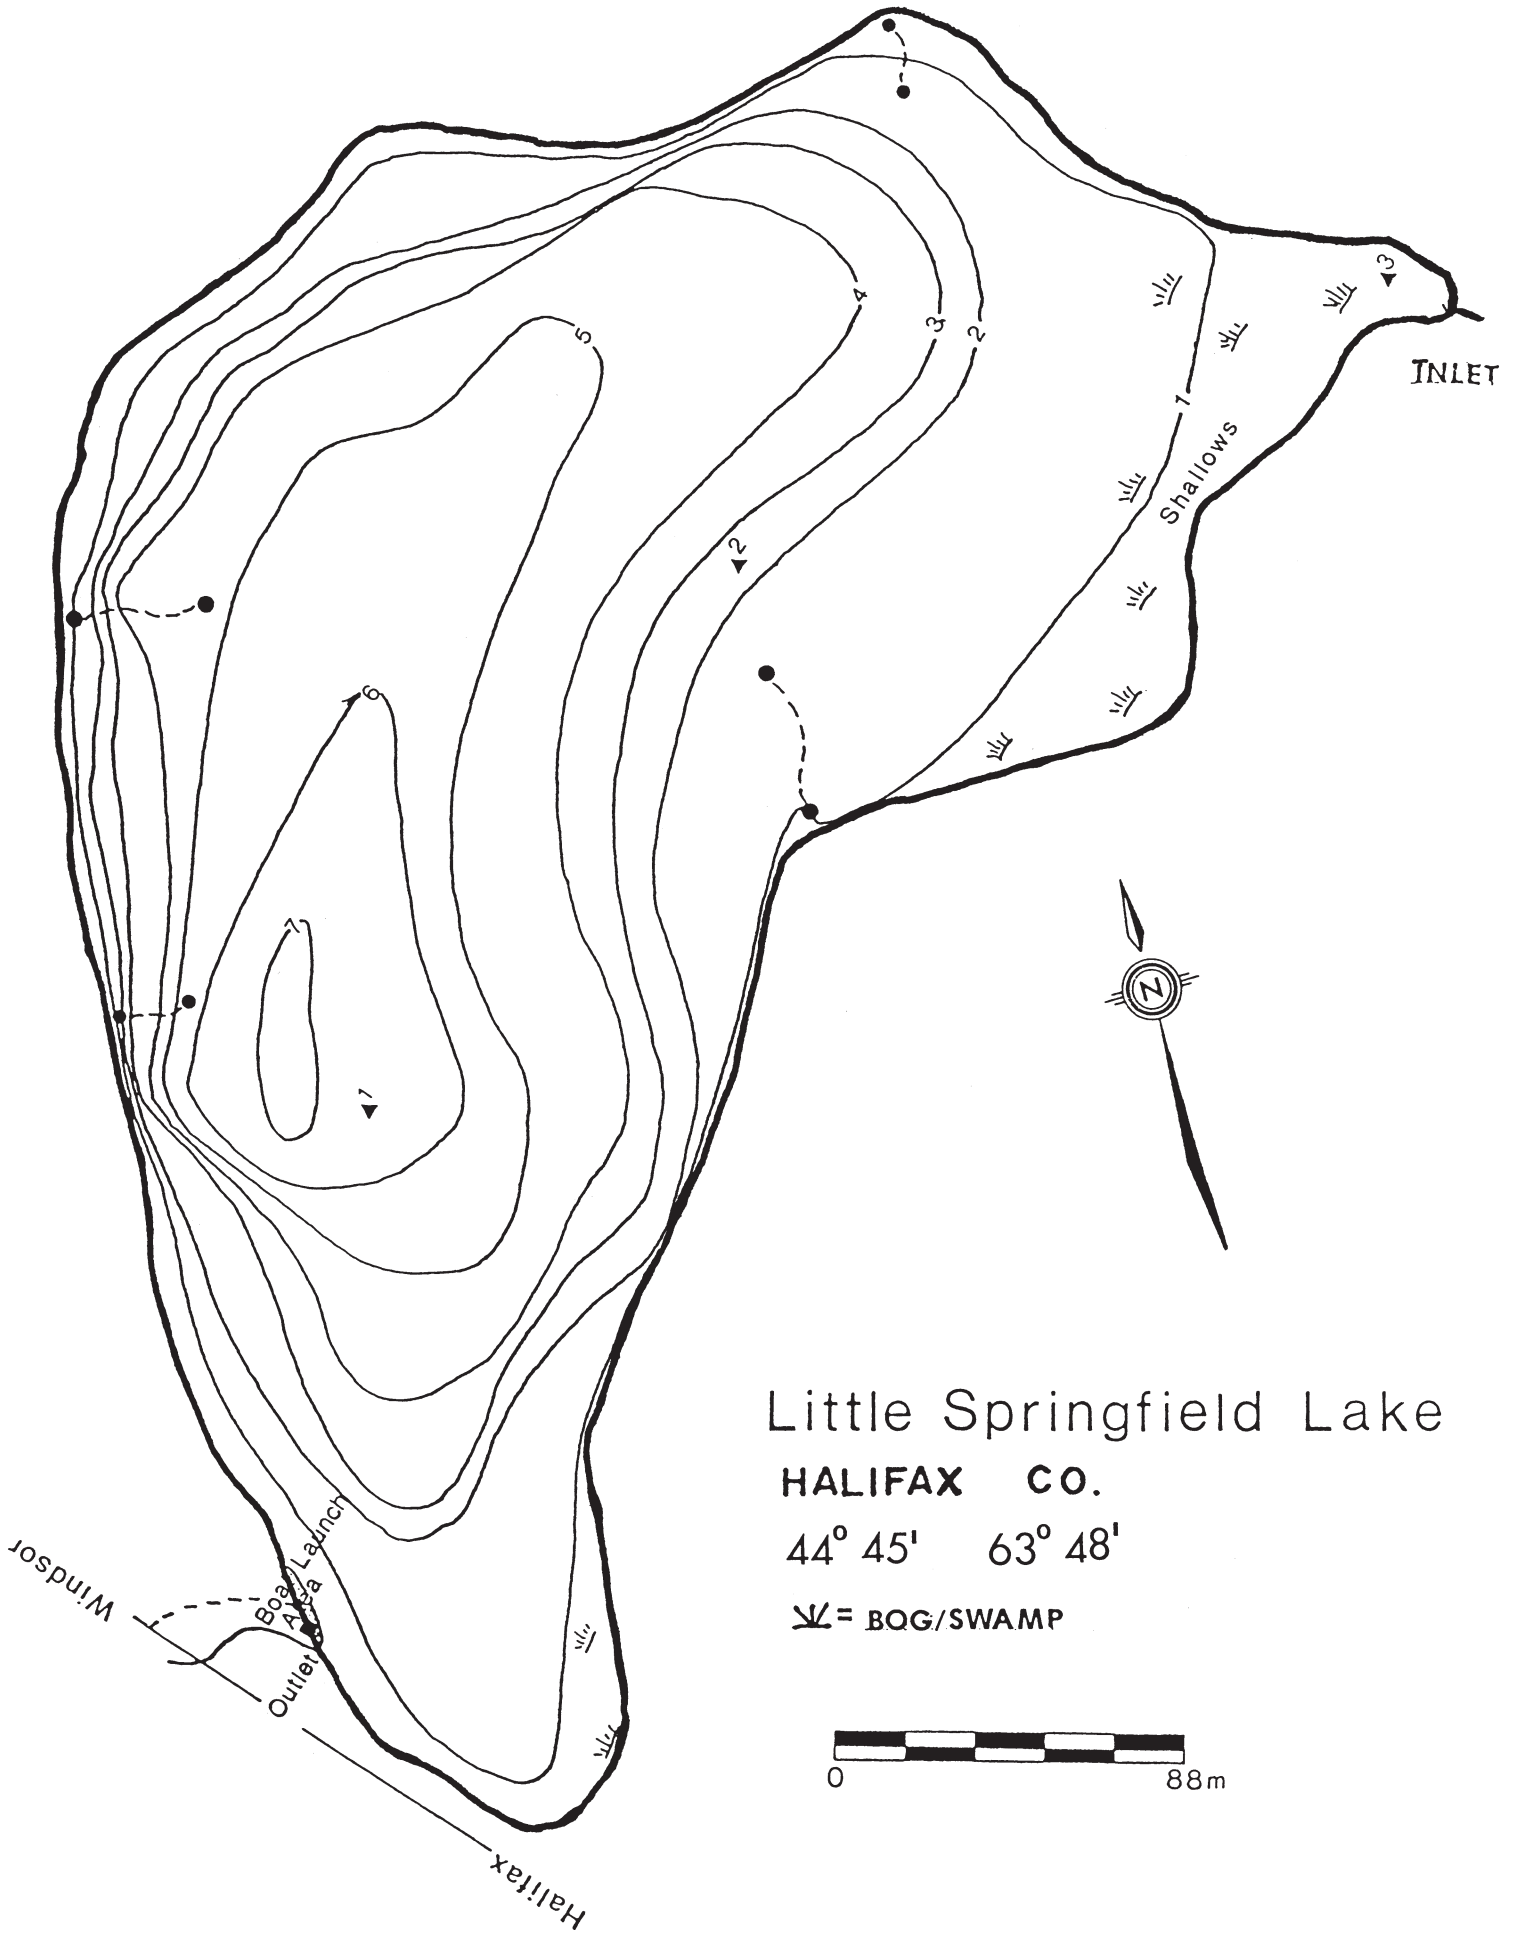 3
INLET
4
3
2
5
1
Shallows
2
6
7
N
1
Little Springfield Lake
HALIFAX CO.
44° 45' 63° 48'
= BOG/SWAMP
Boat Launch
Area
Windsor
Outlet
Halifax
0 88m